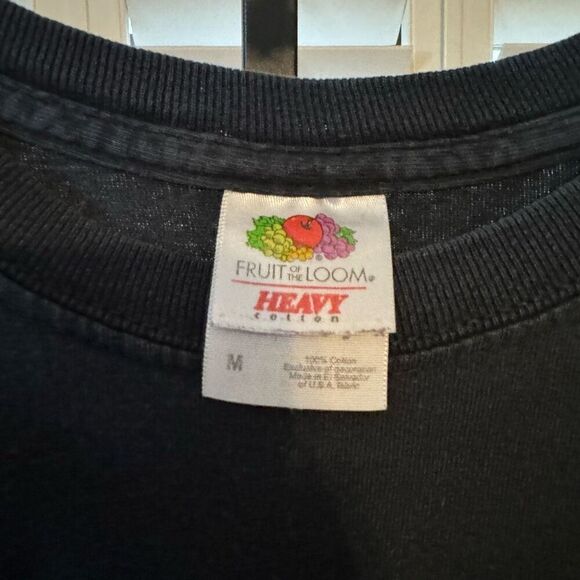 FRUIT OF THE LOOM®
HEAVY
cotton
M
100% Cotton
Exclusive of decoration
Made in El Salvador
of U.S.A. fabric